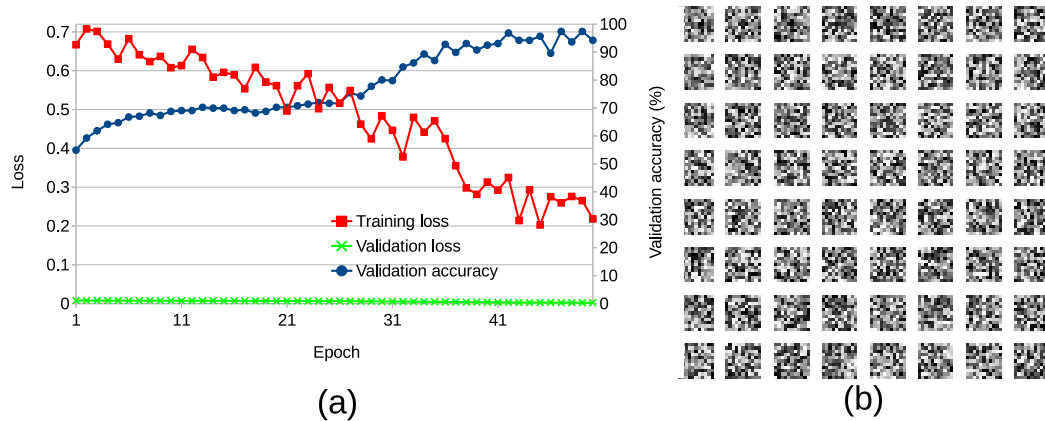 0.7
0.6
0.5
0.4
0.3
0.2
0.1
0
Loss
100
90
80
70
60
50
40
30
20
10
0
Validation accuracy (%)
Training loss
Validation loss
Validation accuracy
1 11 21 31 41
Epoch
(a)
(b)